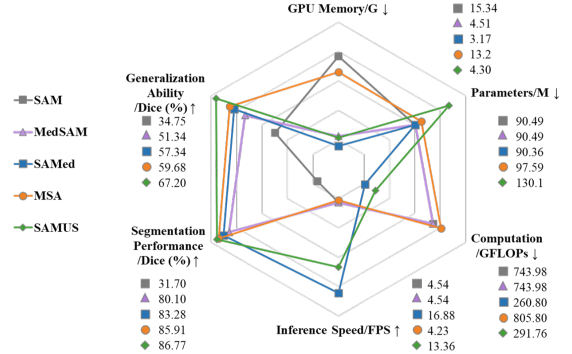 GPU Memory/G ↓
15.34
4.51
3.17
13.2
4.30
Generalization
Ability
/Dice (%) ↑
34.75
51.34
57.34
59.68
67.20
Parameters/M ↓
90.49
90.49
90.36
97.59
130.1
SAM
MedSAM
SAMed
MSA
SAMUS
Segmentation
Performance
/Dice (%) ↑
31.70
80.10
83.28
85.91
86.77
Inference Speed/FPS ↑
4.54
4.54
16.88
4.23
13.36
Computation
/GFLOPs ↓
743.98
743.98
260.80
805.80
291.76